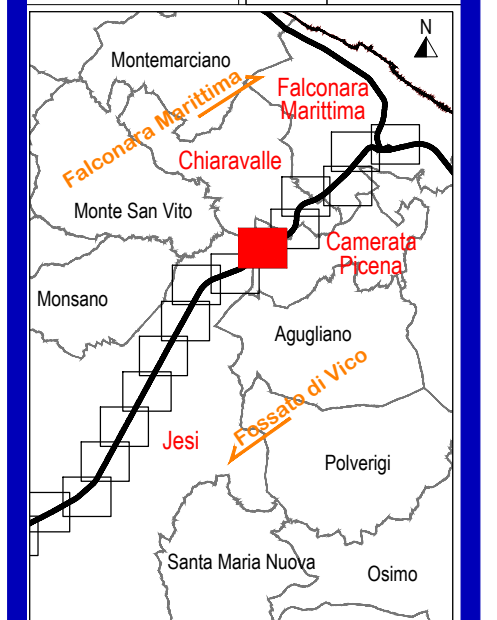 N
Montemarciano
Falconara Marittima
Falconara
Marittima
Chiaravalle
Monte San Vito
Camerata
Picena
Monsano
Agugliano
Fossato di Vico
Jesi
Polverigi
Santa Maria Nuova
Osimo